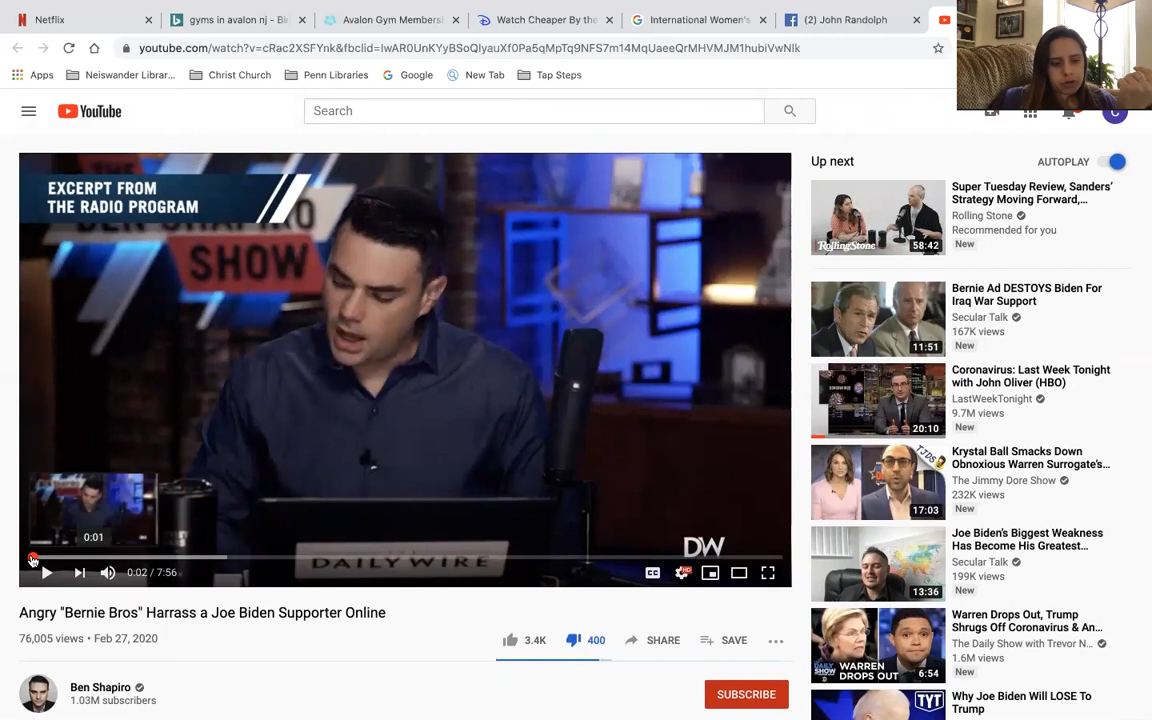 Netflix
gyms in avalon nj - Bi
Avalon Gym Members
Watch Cheaper By the
International Women's
(2) John Randolph
youtube.com/watch?v=cRac2XSFYnk&fbclid=IwAR0UnKYyBSoQIyauXf0Pa5qMpTq9NFS7m14MqUaeeQrMHVMJM1hubiVwNlk
Apps
Neiswander Librar...
Christ Church
Penn Libraries
Google
New Tab
Tap Steps
YouTube
Search
C
EXCERPT FROM
THE RADIO PROGRAM
BEN SHAPIRO
SHOW
DW
DAILYWIRE
0:01
0:02 / 7:56
CC
HD
Angry "Bernie Bros" Harrass a Joe Biden Supporter Online
76,005 views • Feb 27, 2020
3.4K
400
SHARE
SAVE
Ben Shapiro
1.03M subscribers
SUBSCRIBE
Up next
AUTOPLAY
Super Tuesday Review, Sanders'
Strategy Moving Forward,...
Rolling Stone
Recommended for you
New
RollingStone
58:42
Bernie Ad DESTROYS Biden For
Iraq War Support
Secular Talk
167K views
New
11:51
Coronavirus: Last Week Tonight
with John Oliver (HBO)
LastWeekTonight
9.7M views
New
20:10
Krystal Ball Smacks Down
Obnoxious Warren Surrogate's...
The Jimmy Dore Show
232K views
New
TJDS
17:03
Joe Biden's Biggest Weakness
Has Become His Greatest...
Secular Talk
199K views
New
13:36
Warren Drops Out, Trump
Shrugs Off Coronavirus & An...
The Daily Show with Trevor N...
1.6M views
New
WARREN
DROPS OUT
6:54
Why Joe Biden Will LOSE To
Trump
TYT